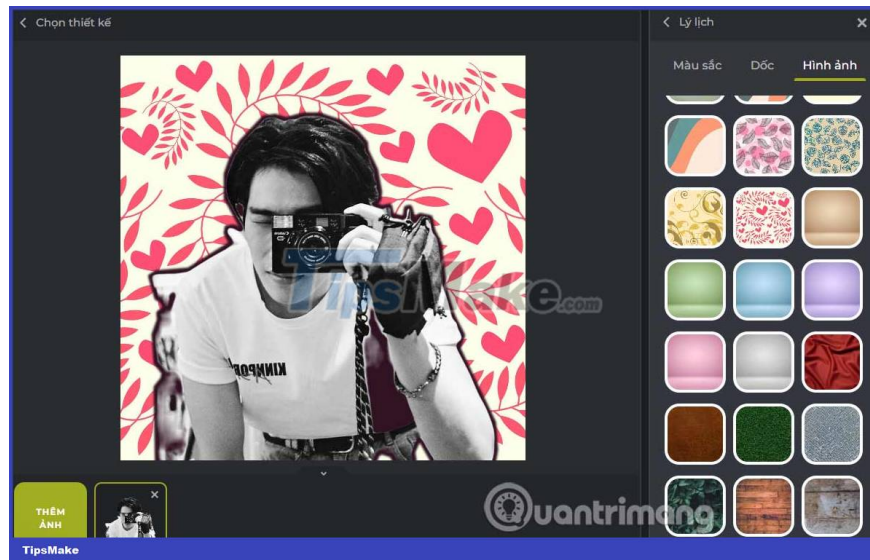 Chọn thiết kế
Lý lịch
Màu sắc
Dốc
Hình ảnh
TipsMake.com
THÊM
ẢNH
Quantrimang
TipsMake